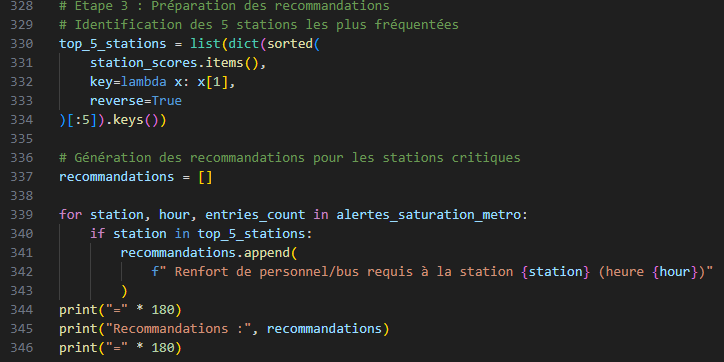 328 # Etape 3 : Préparation des recommandations
329 # Identification des 5 stations les plus fréquentées
330 top_5_stations = list(dict(sorted(
331     station_scores.items(),
332     key=lambda x: x[1],
333     reverse=True
334 )[:5]).keys())
335
336 # Génération des recommandations pour les stations critiques
337 recommandations = []
338
339 for station, hour, entries_count in alertes_saturation_metro:
340     if station in top_5_stations:
341         recommandations.append(
342             f" Renfort de personnel/bus requis à la station {station} (heure {hour})"
343         )
344 print("=" * 180)
345 print("Recommandations :", recommandations)
346 print("=" * 180)